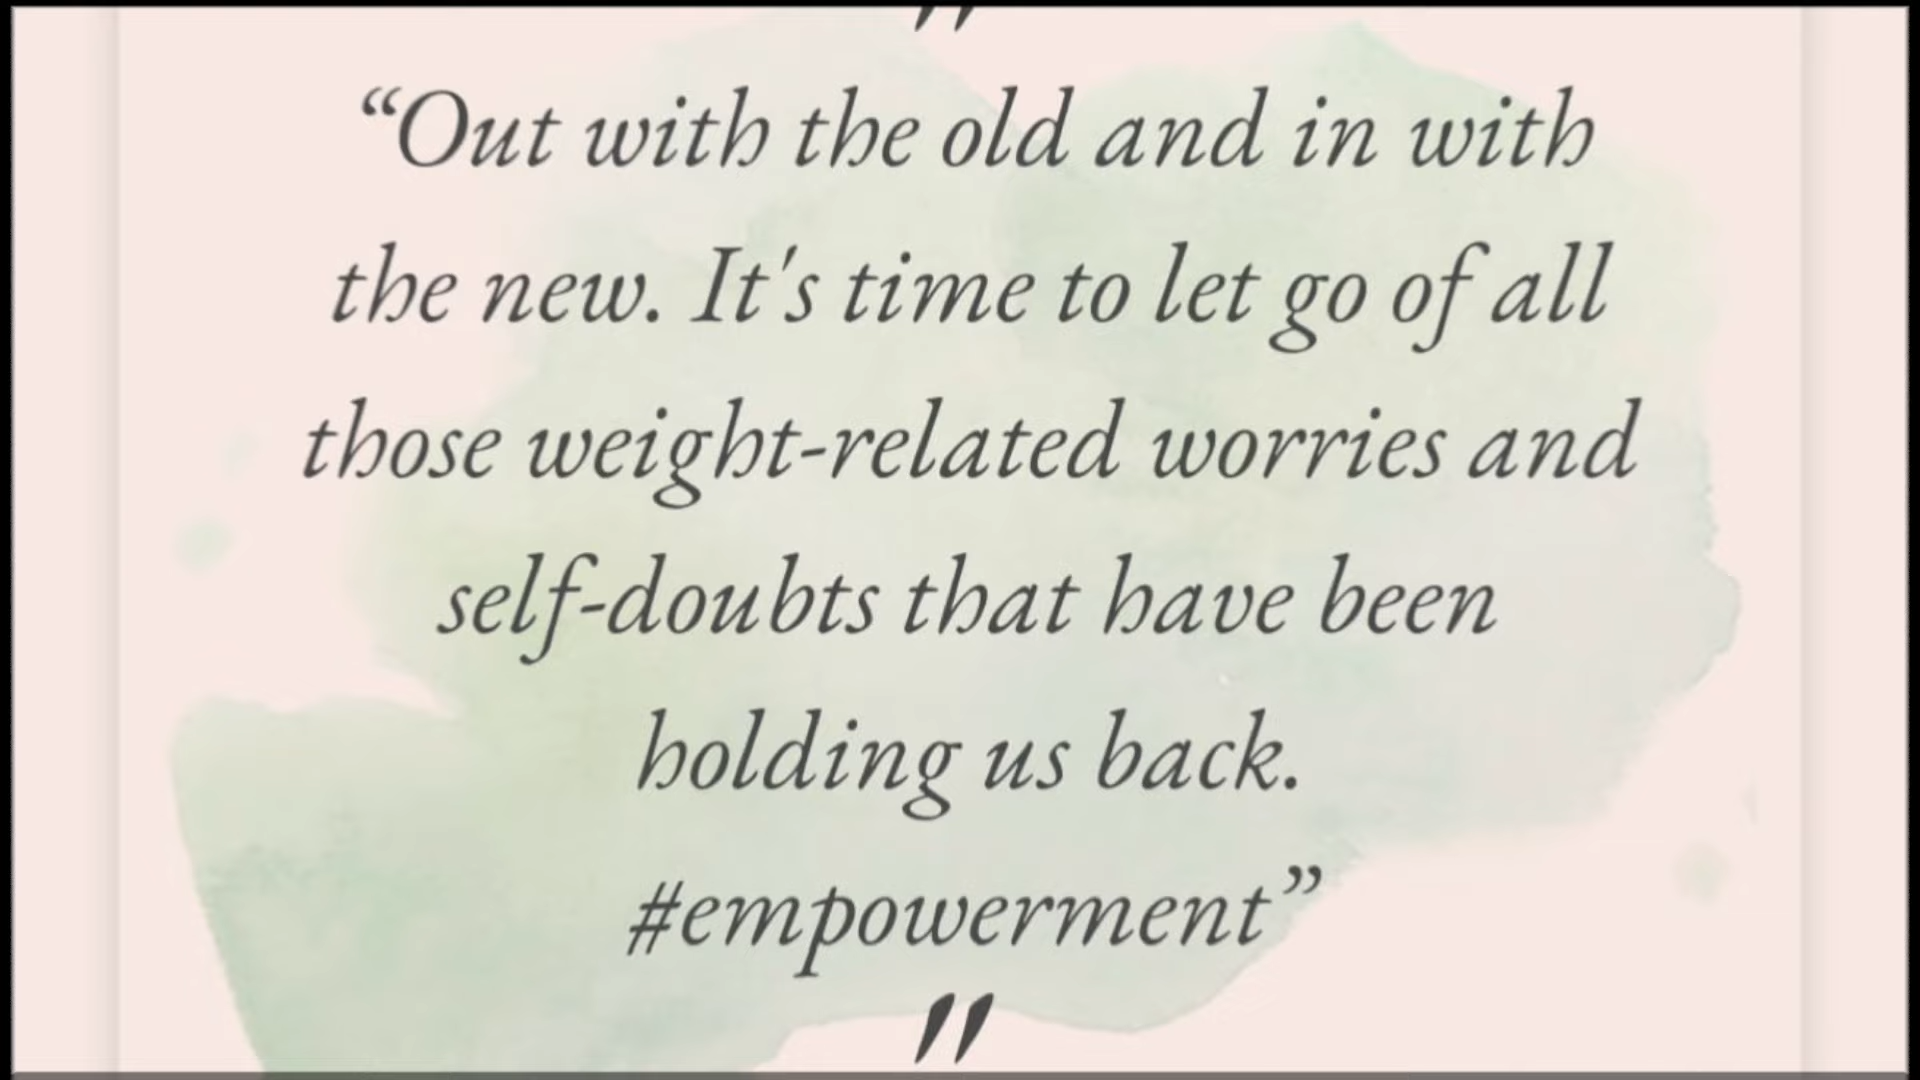 "
“Out with the old and in with
the new. It's time to let go of all
those weight-related worries and
self-doubts that have been
holding us back.
#empowerment”
"